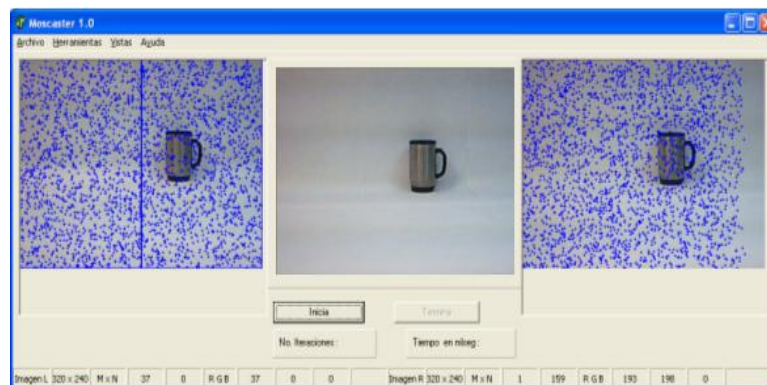 Moscaster 1.0
Archivo Herramientas Vistas Ayuda
Inicia Termina
No. Iteraciones: Tiempo en mlseg:
Imagen L 320 x 240 M x N 37 0 R G B 37 0 0 Imagen R 320 x 240 M x N 1 159 R G B 193 198 0